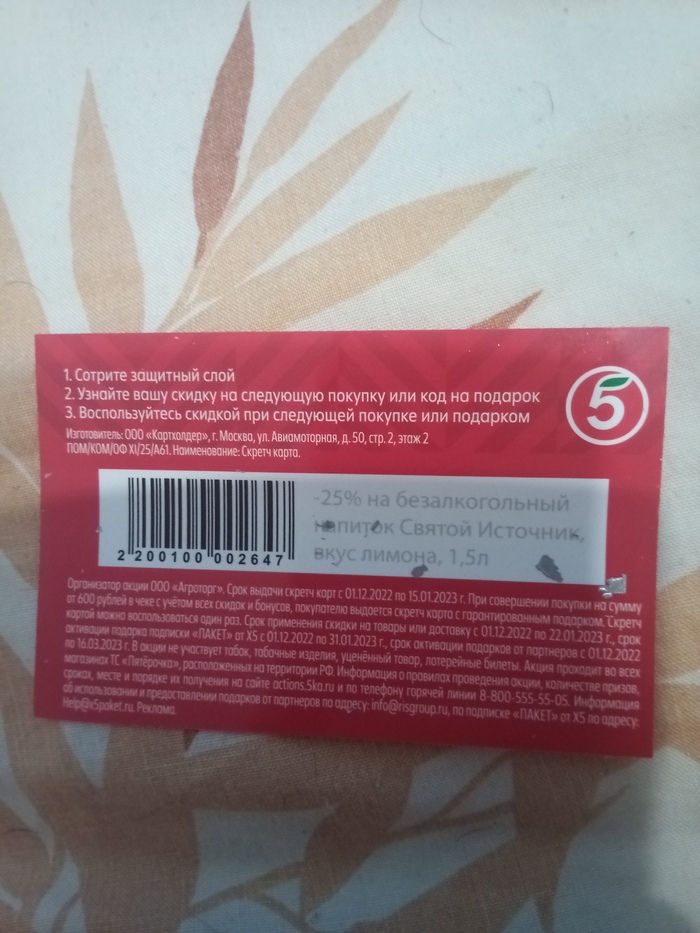 1. Сотрите защитный слой
2. Узнайте вашу скидку на следующую покупку или код на подарок
3. Воспользуйтесь скидкой при следующей покупке или подарком
5
Изготовитель: ООО «Картхолдер», г. Москва, ул. Авиамоторная, д. 50, стр. 2, этаж 2
ПОМ/КОМ/ОФ XI/25/А61. Наименование: Скретч карта.
-25% на безалкогольный
напиток Святой Источник,
вкус лимона, 1,5л
2 200100 002647
Организатор акции ООО «Агроторг». Срок выдачи скретч карт с 01.12.2022 по 15.01.2023 г. При совершении покупки на сумму
от 600 рублей в чеке с учётом всех скидок и бонусов, покупателю выдается скретч карта с гарантированным подарком. Скретч
картой можно воспользоваться один раз. Срок применения скидки на товары или доставку с 01.12.2022 по 22.01.2023 г., срок
активации подарка подписки «ПАКЕТ» от X5 с 01.12.2022 по 31.01.2023 г., срок активации подарков от партнеров с 01.12.2022
по 16.03.2023 г. В акции не участвует табак, табачные изделия, уценённый товар, лотерейные билеты. Акция проходит во всех
магазинах ТС «Пятёрочка», расположенных на территории РФ. Информация о правилах проведения акции, количестве призов,
сроках, месте и порядке их получения на сайте actions.5ka.ru и по телефону горячей линии 8-800-555-55-05. Информация
об использовании и предоставлении подарков от партнеров по адресу: info@risgroup.ru, по подписке «ПАКЕТ» от X5 по адресу:
Help@x5paket.ru. Реклама.